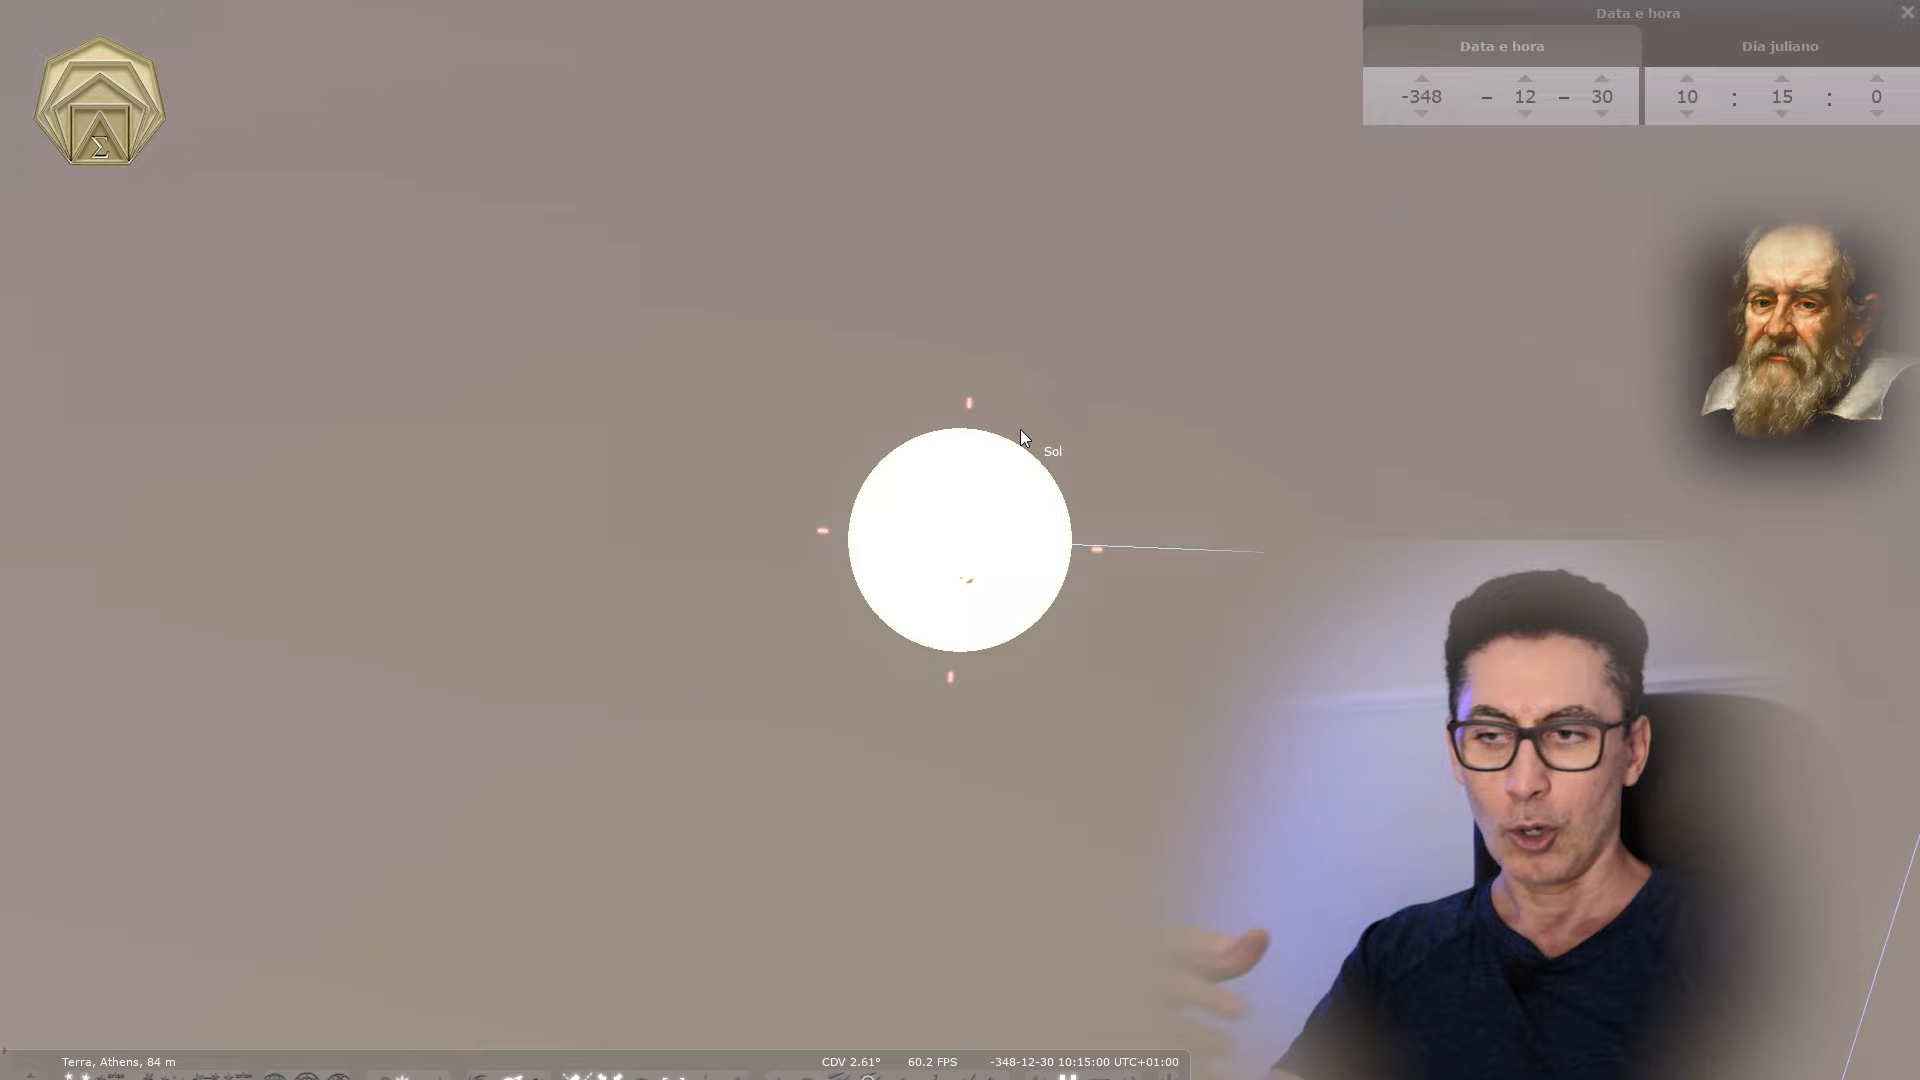 Data e hora
Data e hora
Dia juliano
-348 – 12 – 30
10 : 15 : 0
Σ
Sol
Terra, Athens, 84 m
CDV 2.61°
60.2 FPS
-348-12-30 10:15:00 UTC+01:00